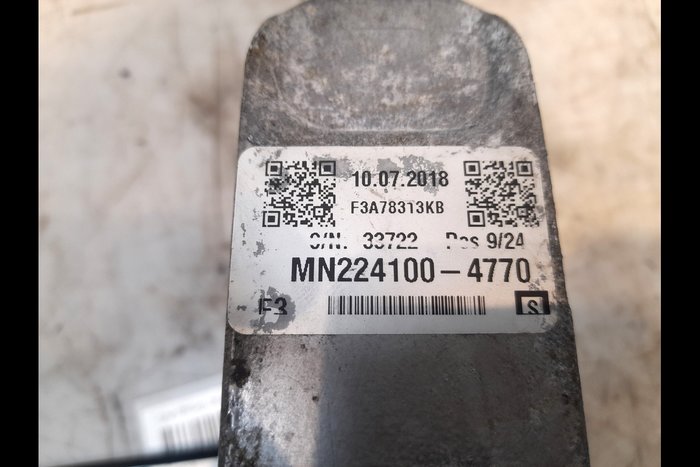 10.07.2018
F3A78313KB
S/N: 33722 Pos 9/24
MN224100-4770
F3
S